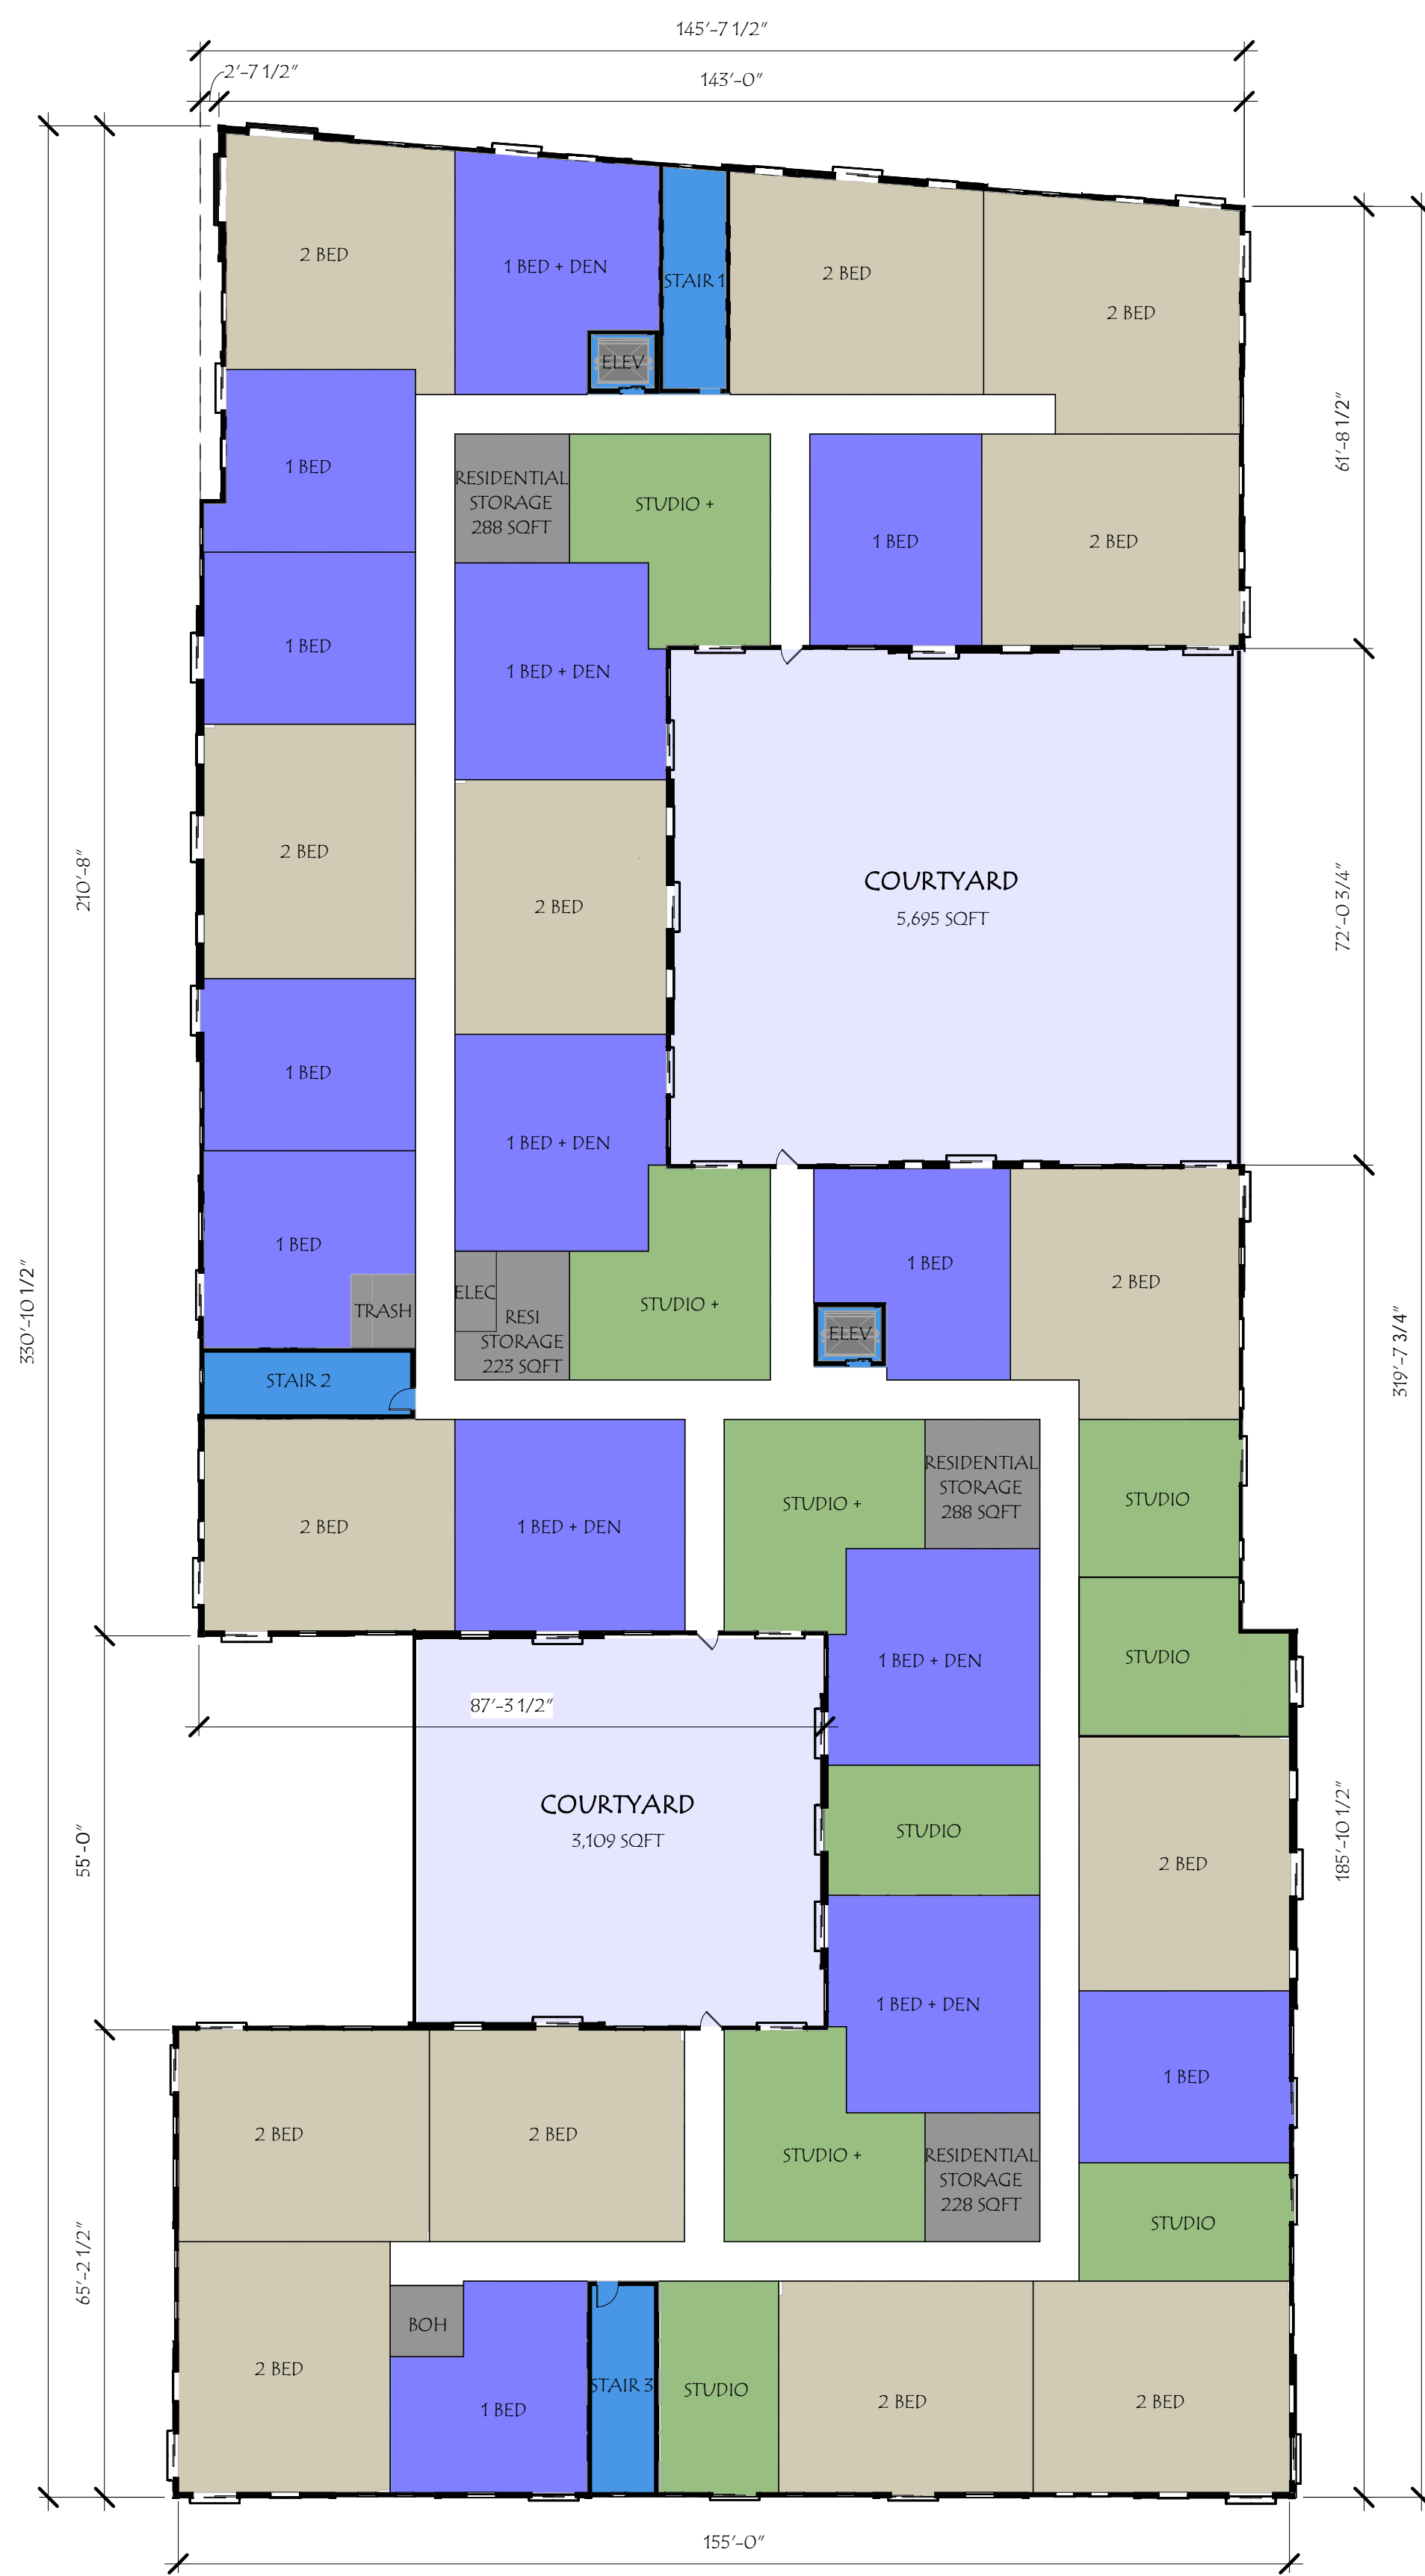 145'-7 1/2"
2'-7 1/2"
143'-0"
2 BED
1 BED + DEN
STAIR 1
2 BED
2 BED
ELEV
61'-8 1/2"
1 BED
RESIDENTIAL
STORAGE
288 SQFT
STUDIO +
1 BED
2 BED
1 BED
1 BED + DEN
2 BED
210'-8"
2 BED
COURTYARD
5,695 SQFT
72'-0 3/4"
1 BED
1 BED + DEN
1 BED
TRASH
ELEC
RESI
STORAGE
223 SQFT
STUDIO +
1 BED
2 BED
ELEV
330'-10 1/2"
319'-7 3/4"
STAIR 2
2 BED
1 BED + DEN
STUDIO +
RESIDENTIAL
STORAGE
288 SQFT
STUDIO
1 BED + DEN
STUDIO
87'-3 1/2"
COURTYARD
3,109 SQFT
STUDIO
2 BED
55'-0"
185'-10 1/2"
1 BED + DEN
1 BED
2 BED
2 BED
STUDIO +
RESIDENTIAL
STORAGE
228 SQFT
STUDIO
65'-2 1/2"
2 BED
BOH
1 BED
STAIR 3
STUDIO
2 BED
2 BED
155'-0"